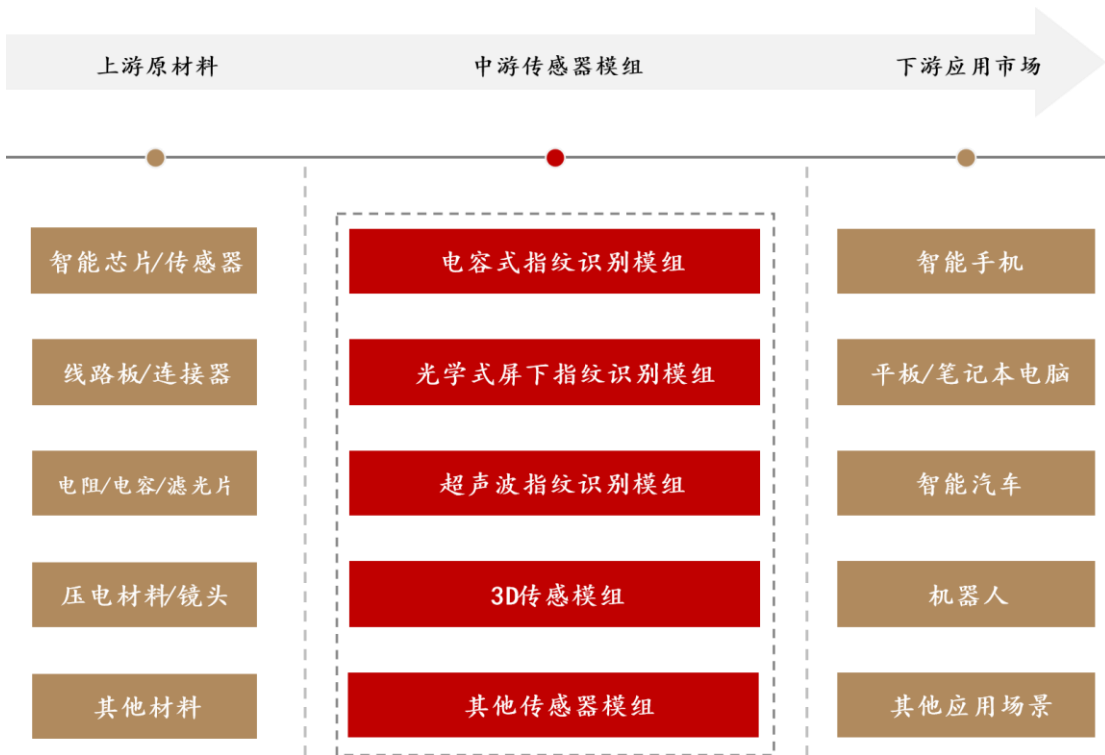 上游原材料
中游传感器模组
下游应用市场
智能芯片/传感器
电容式指纹识别模组
智能手机
线路板/连接器
光学式屏下指纹识别模组
平板/笔记本电脑
电阻/电容/滤光片
超声波指纹识别模组
智能汽车
压电材料/镜头
3D传感模组
机器人
其他材料
其他传感器模组
其他应用场景